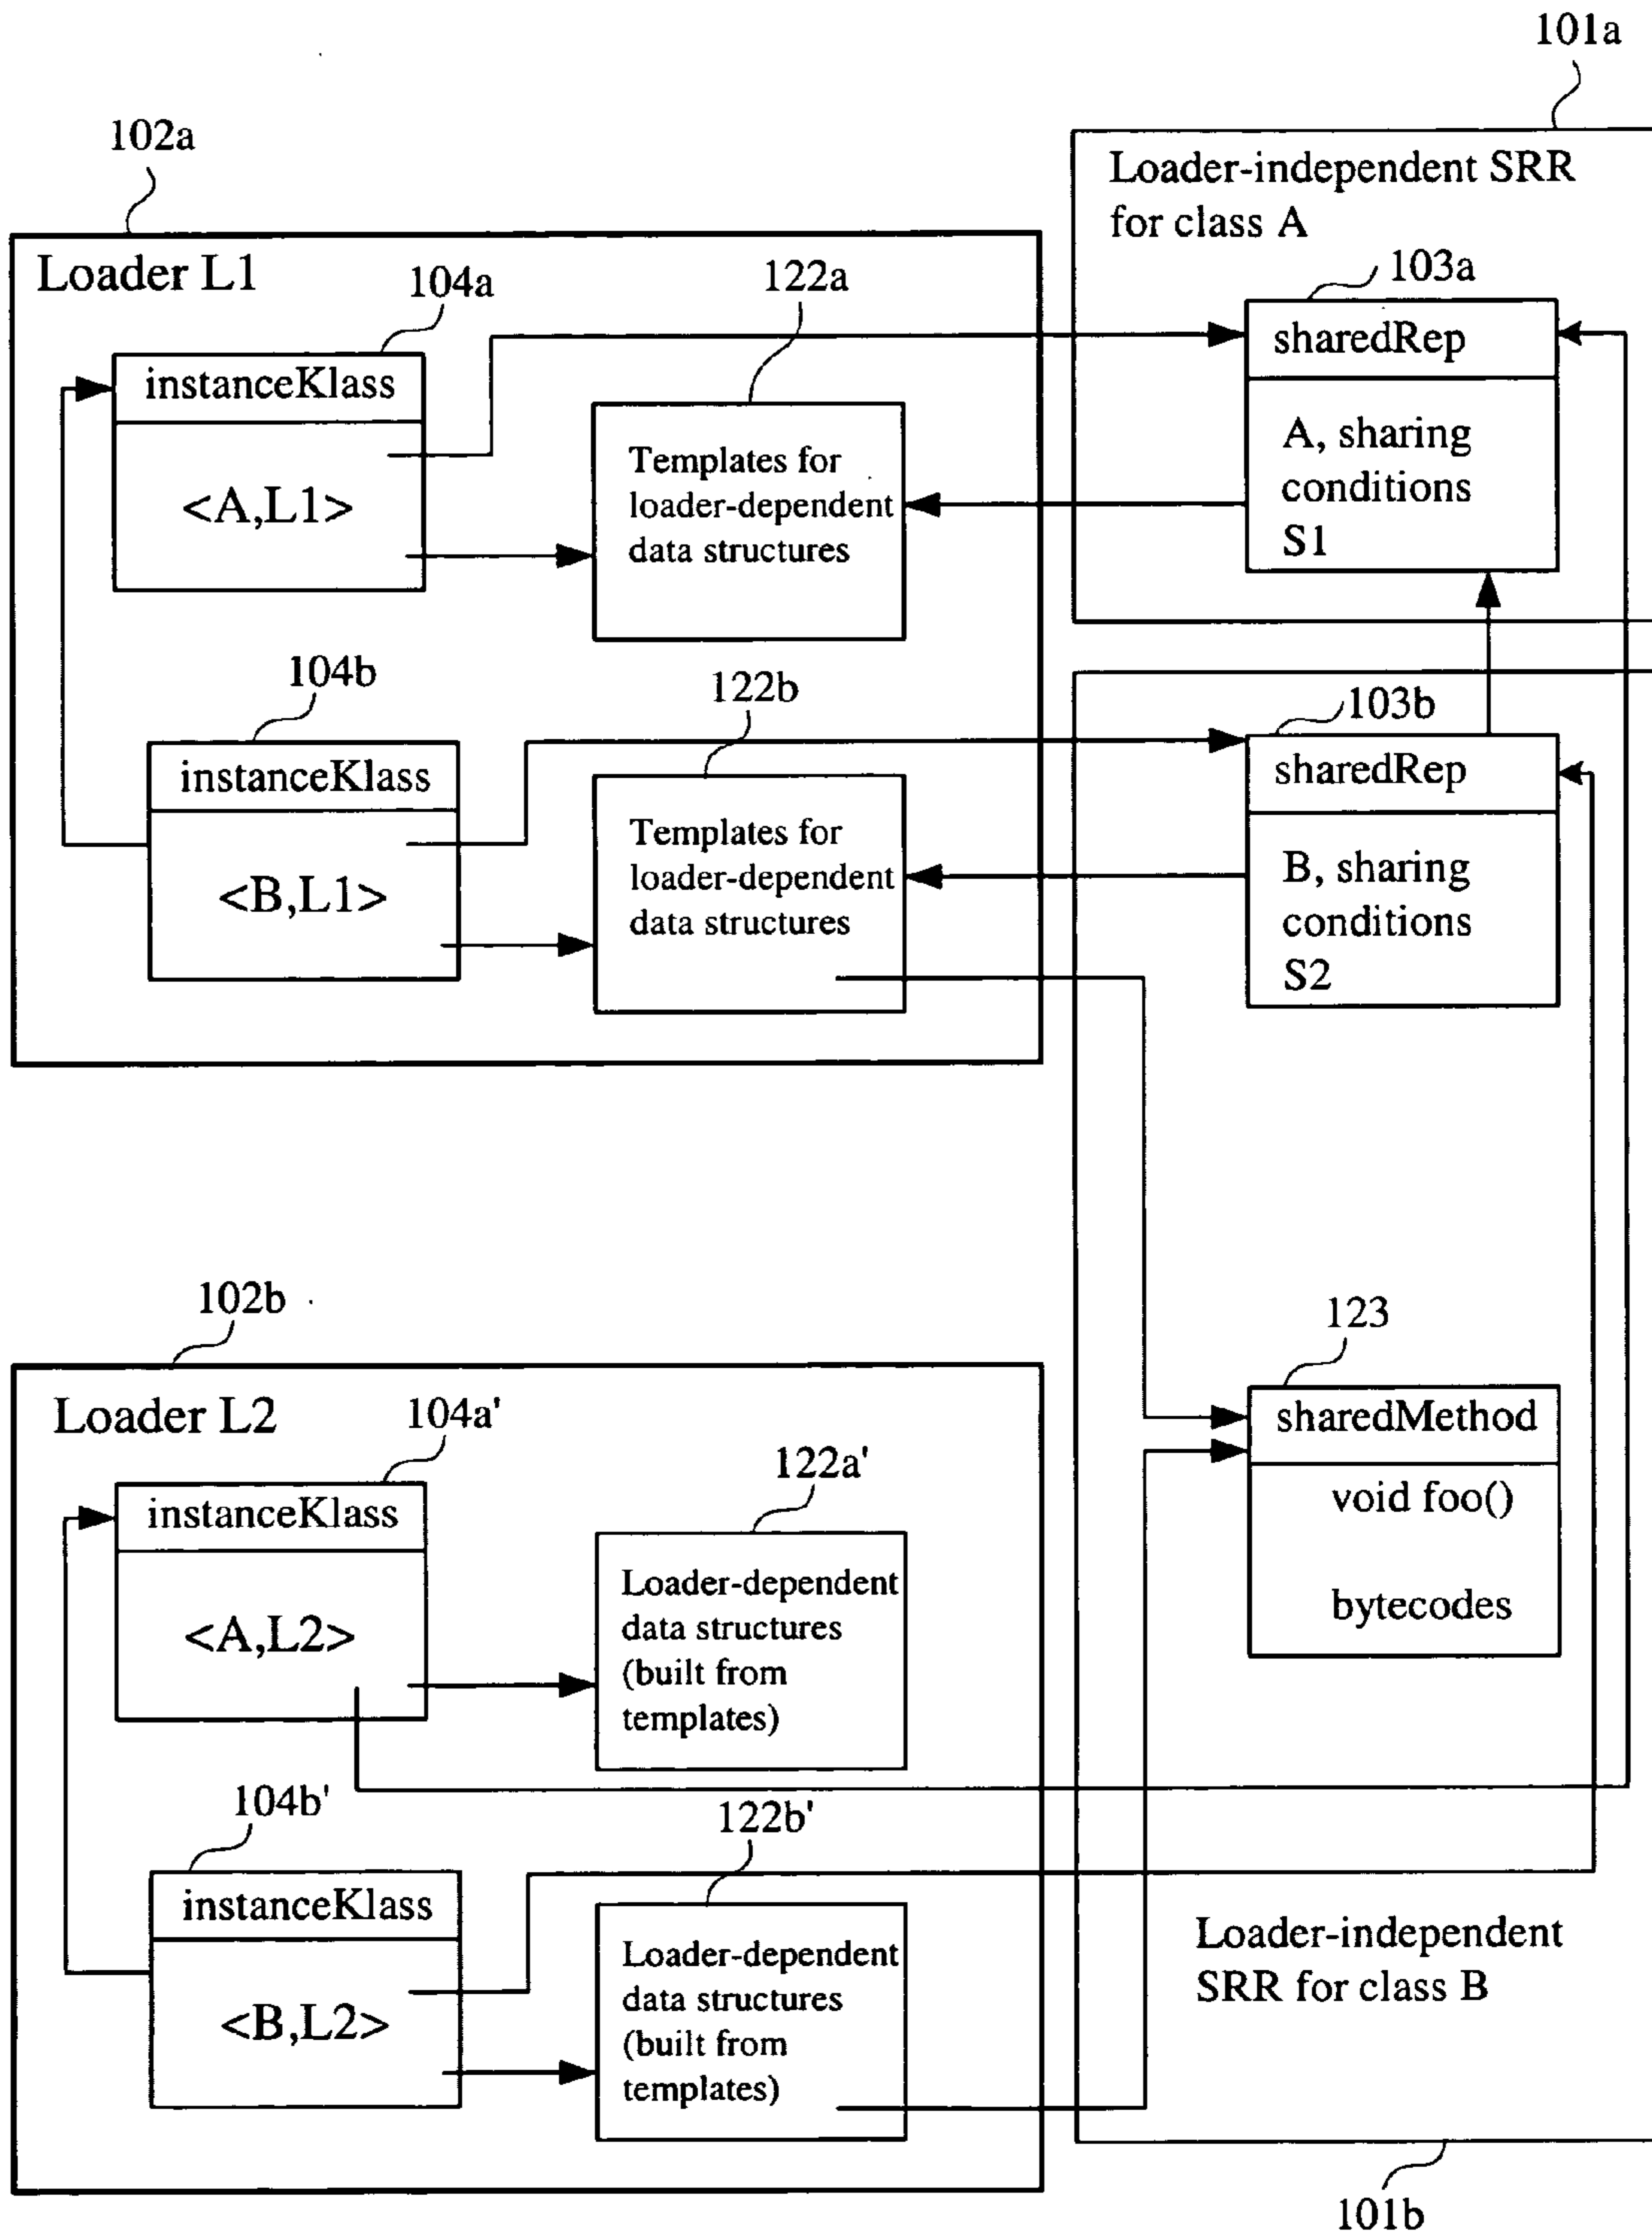 101a
102a
Loader-independent SRR
for class A
Loader L1
104a
122a
103a
instanceKlass
sharedRep
<A,L1>
Templates for
loader-dependent
data structures
A, sharing
conditions
S1
104b
122b
103b
instanceKlass
sharedRep
<B,L1>
Templates for
loader-dependent
data structures
B, sharing
conditions
S2
102b
123
Loader L2
104a'
122a'
sharedMethod
instanceKlass
void foo()
<A,L2>
Loader-dependent
data structures
(built from
templates)
bytecodes
104b'
122b'
instanceKlass
<B,L2>
Loader-dependent
data structures
(built from
templates)
Loader-independent
SRR for class B
101b